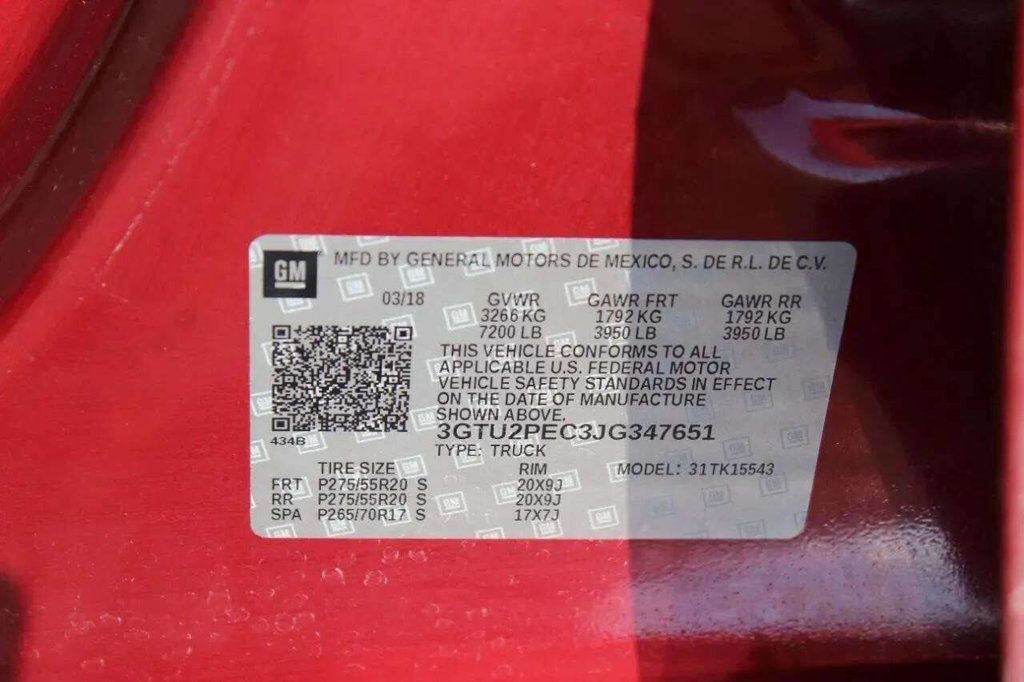 GM MFD BY GENERAL MOTORS DE MEXICO, S. DE R.L. DE C.V.
03/18 GVWR GAWR FRT GAWR RR
3266 KG 1792 KG 1792 KG
7200 LB 3950 LB 3950 LB
THIS VEHICLE CONFORMS TO ALL
APPLICABLE U.S. FEDERAL MOTOR
VEHICLE SAFETY STANDARDS IN EFFECT
ON THE DATE OF MANUFACTURE
SHOWN ABOVE.
3GTU2PEC3JG347651
434B
TYPE: TRUCK
TIRE SIZE RIM MODEL: 31TK15543
FRT P275/55R20 S 20X9J
RR P275/55R20 S 20X9J
SPA P265/70R17 S 17X7J